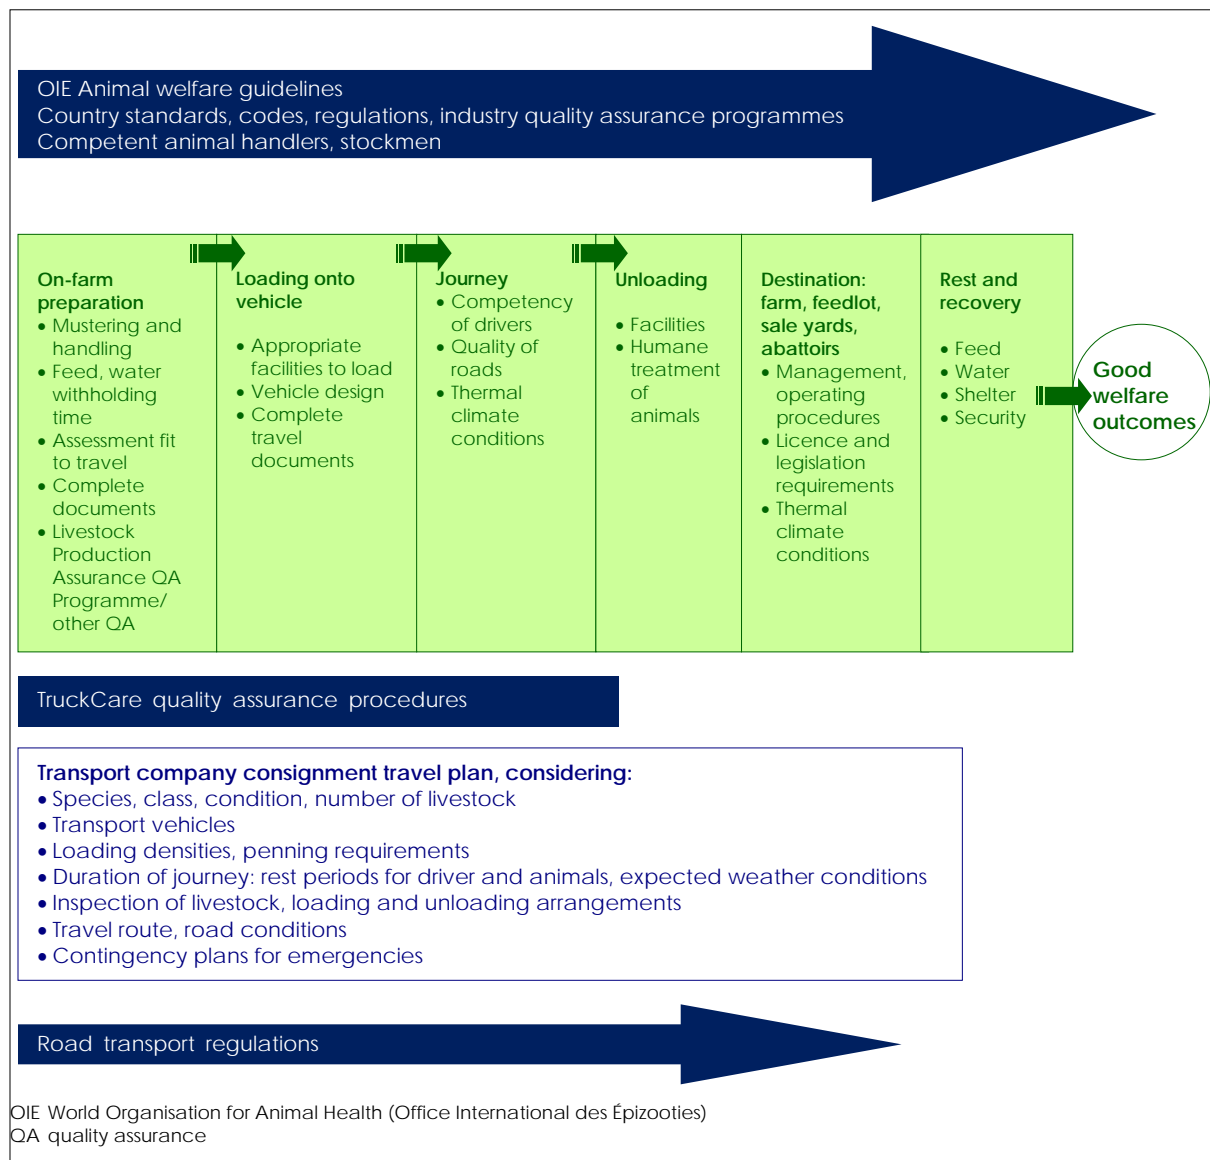 OIE Animal welfare guidelines
Country standards, codes, regulations, industry quality assurance programmes
Competent animal handlers, stockmen
On-farm
preparation
• Mustering and
handling
• Feed, water
withholding
time
• Assessment fit
to travel
• Complete
documents
• Livestock
Production
Assurance QA
Programme/
other QA
Loading onto
vehicle
• Appropriate
facilities to load
• Vehicle design
• Complete
travel
documents
Journey
• Competency
of drivers
• Quality of
roads
• Thermal
climate
conditions
Unloading
• Facilities
• Humane
treatment
of
animals
Destination:
farm, feedlot,
sale yards,
abattoirs
• Management,
operating
procedures
• Licence and
legislation
requirements
• Thermal
climate
conditions
Rest and
recovery
• Feed
• Water
• Shelter
• Security
Good
welfare
outcomes
TruckCare quality assurance procedures
Transport company consignment travel plan, considering:
• Species, class, condition, number of livestock
• Transport vehicles
• Loading densities, penning requirements
• Duration of journey: rest periods for driver and animals, expected weather conditions
• Inspection of livestock, loading and unloading arrangements
• Travel route, road conditions
• Contingency plans for emergencies
Road transport regulations
OIE World Organisation for Animal Health (Office International des Épizooties)
QA quality assurance